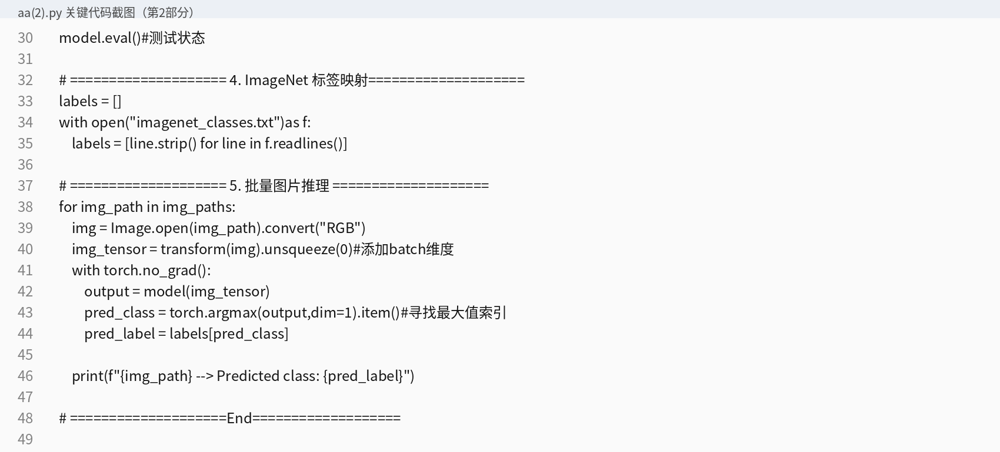 aa(2).py 关键代码截图（第2部分）
30 model.eval()#测试状态
31
32 # ==================== 4. ImageNet 标签映射====================
33 labels = []
34 with open("imagenet_classes.txt")as f:
35     labels = [line.strip() for line in f.readlines()]
36
37 # ==================== 5. 批量图片推理 ====================
38 for img_path in img_paths:
39     img = Image.open(img_path).convert("RGB")
40     img_tensor = transform(img).unsqueeze(0)#添加batch维度
41     with torch.no_grad():
42         output = model(img_tensor)
43         pred_class = torch.argmax(output,dim=1).item()#寻找最大值索引
44         pred_label = labels[pred_class]
45
46     print(f"{img_path} --> Predicted class: {pred_label}")
47
48 # ====================End===================
49